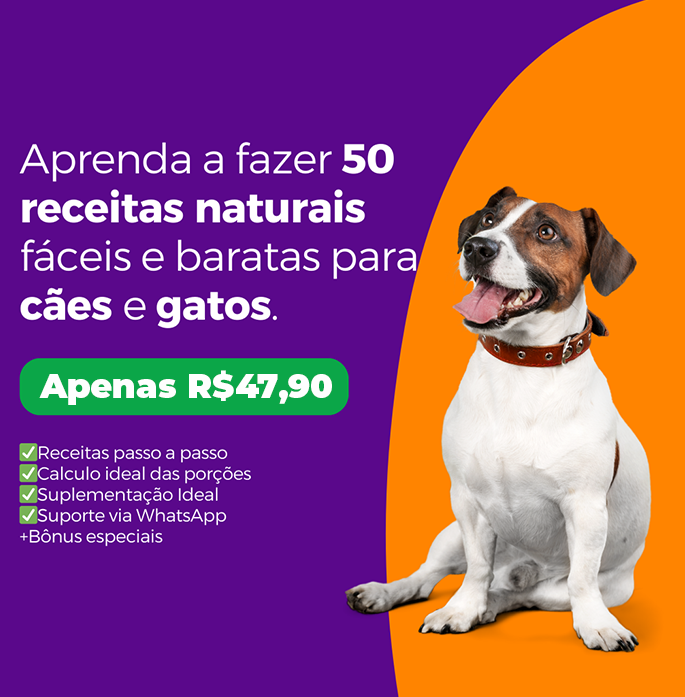 Aprenda a fazer 50
receitas naturais
fáceis e baratas para
cães e gatos.
Apenas R$47,90
✅Receitas passo a passo
✅Calculo ideal das porções
✅Suplementação Ideal
✅Suporte via WhatsApp
+Bônus especiais